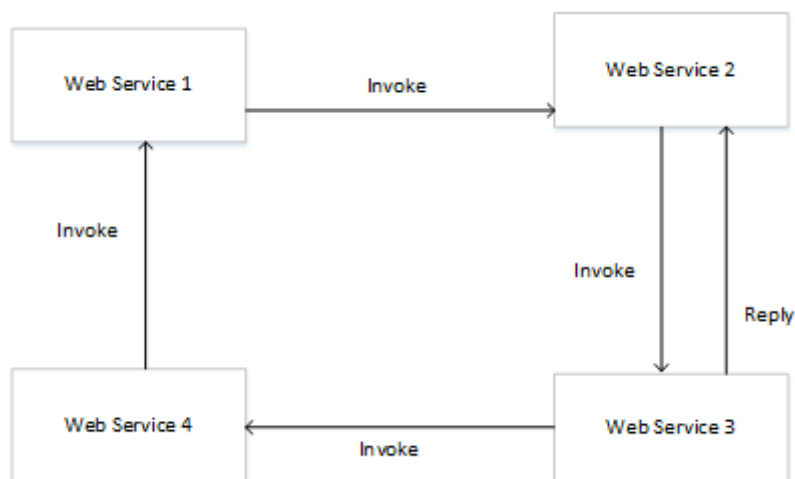 Web Service 1
Invoke
Web Service 2
Invoke
Invoke
Reply
Web Service 4
Invoke
Web Service 3